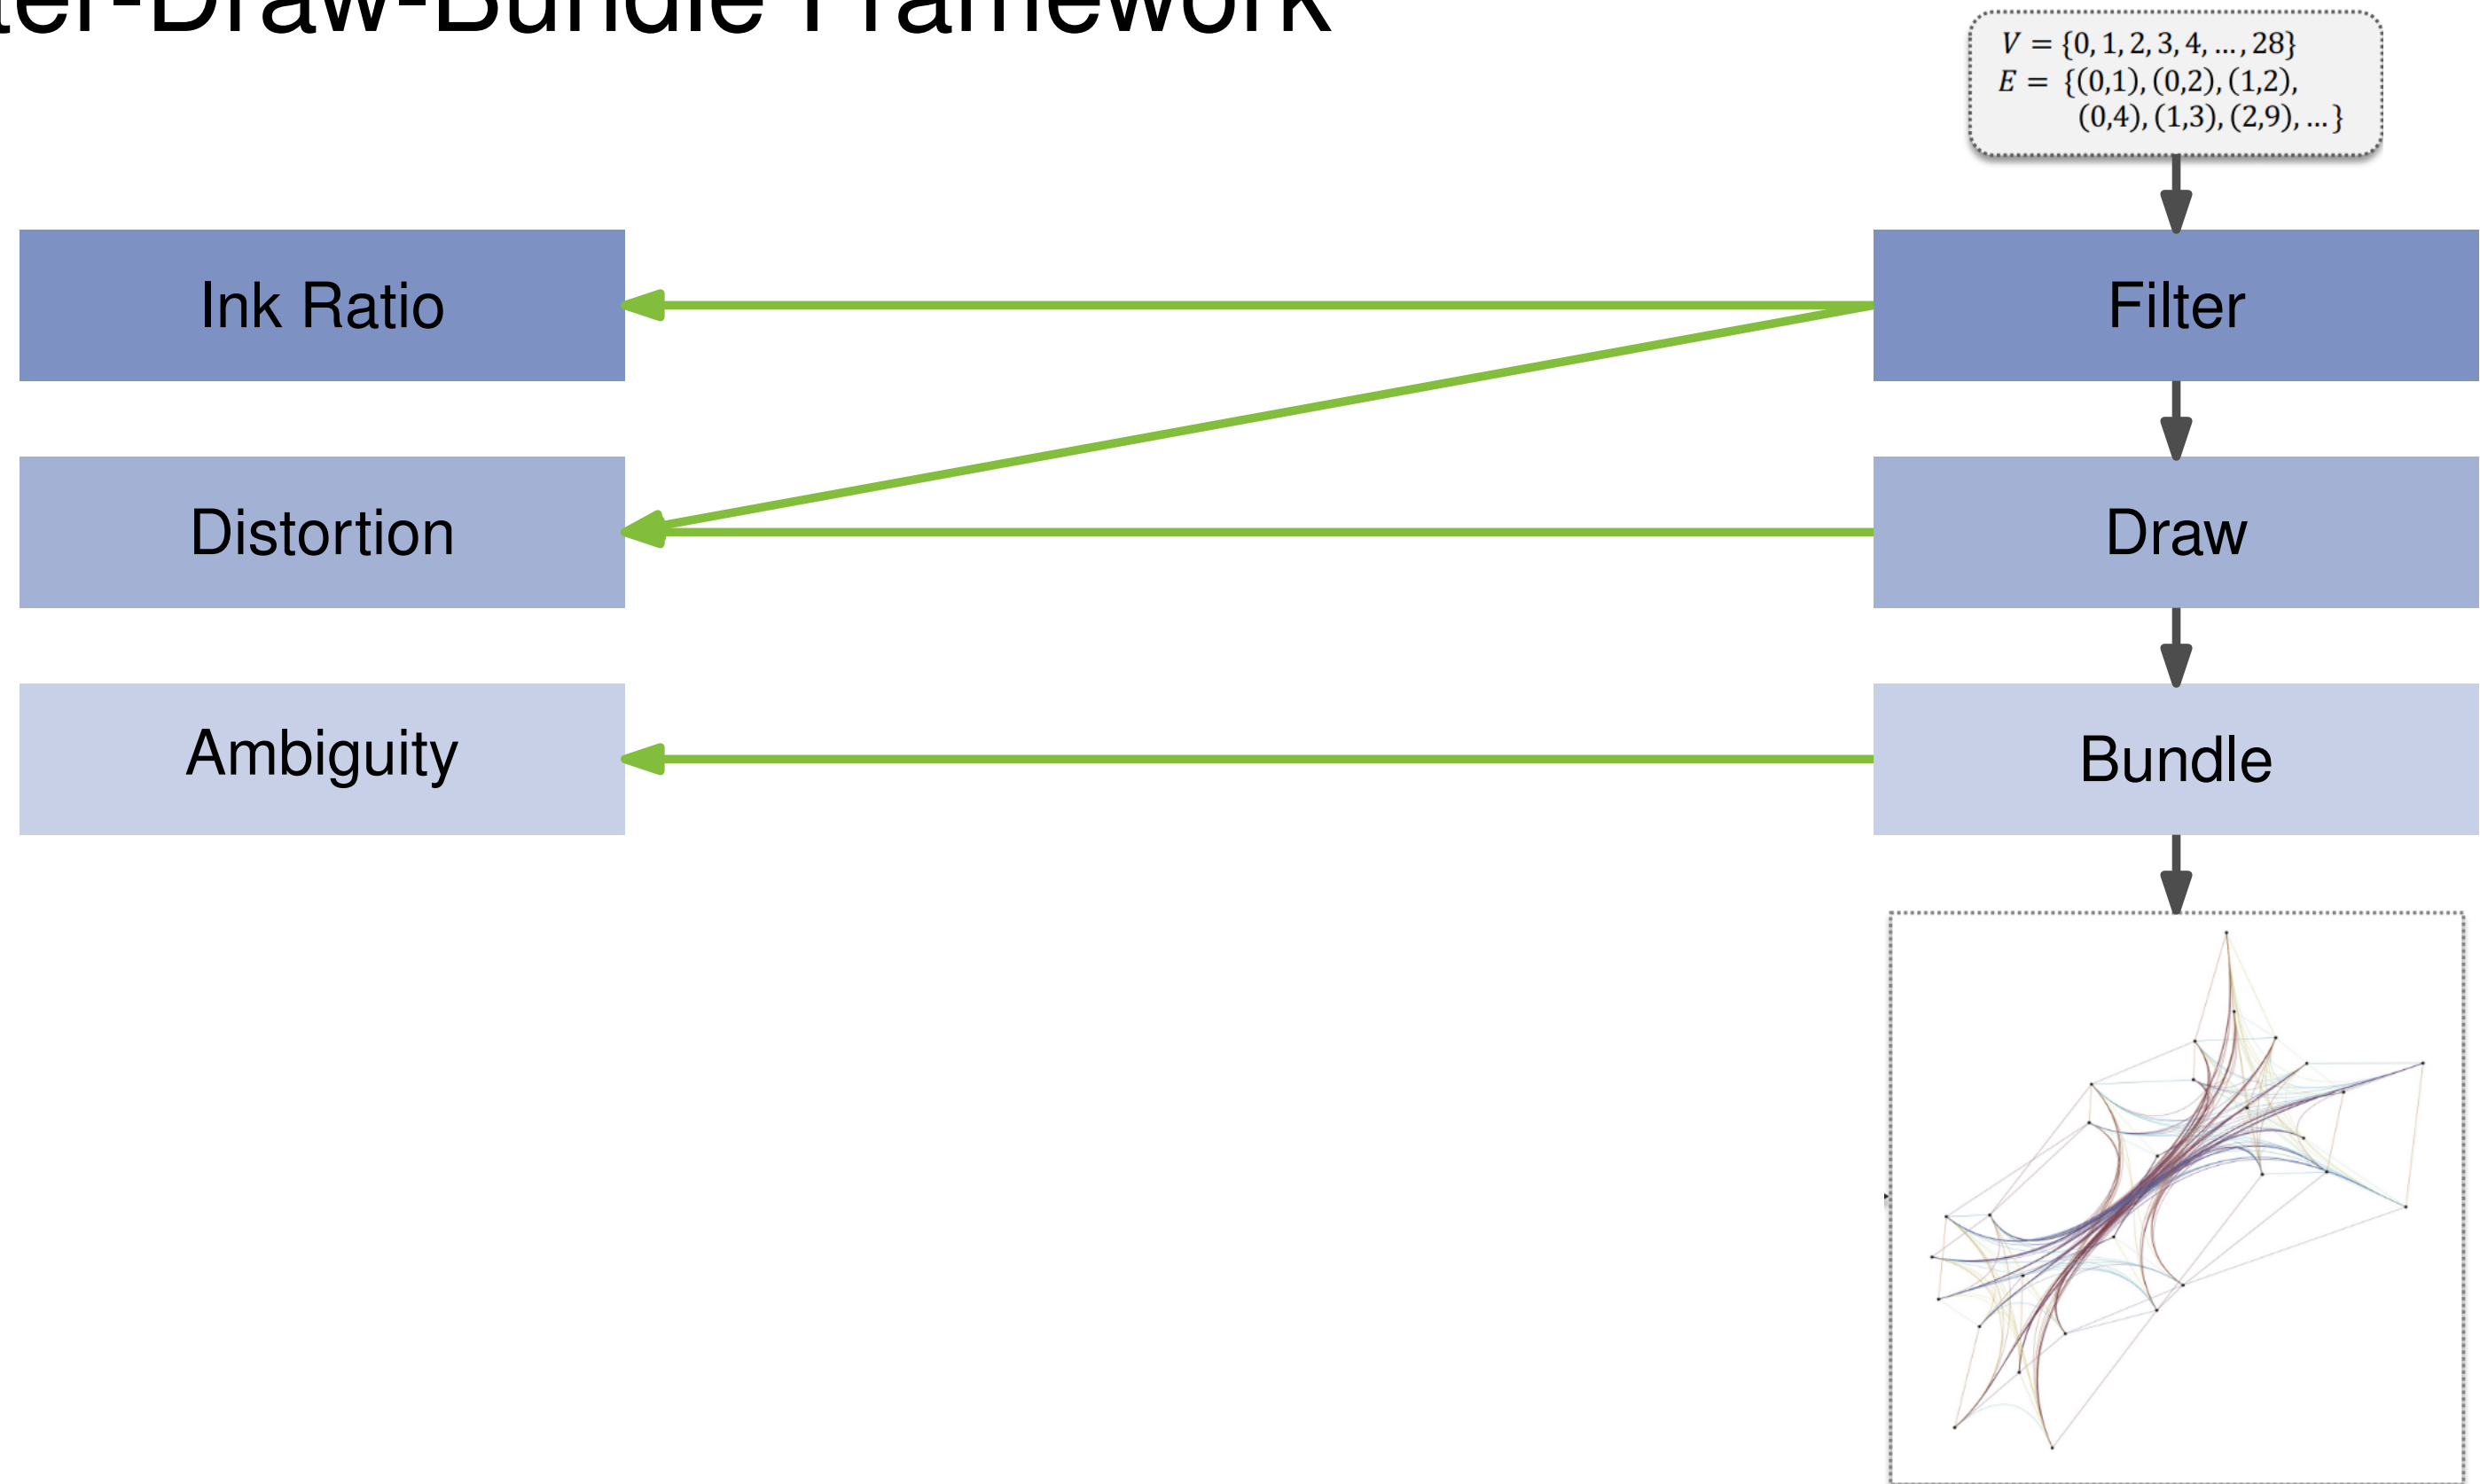 -Draw-Bundle Framework
V = {0, 1, 2, 3, 4, ..., 28}
E = {(0,1), (0,2), (1,2),
(0,4), (1,3), (2,9), ... }
Ink Ratio
Filter
Distortion
Draw
Ambiguity
Bundle